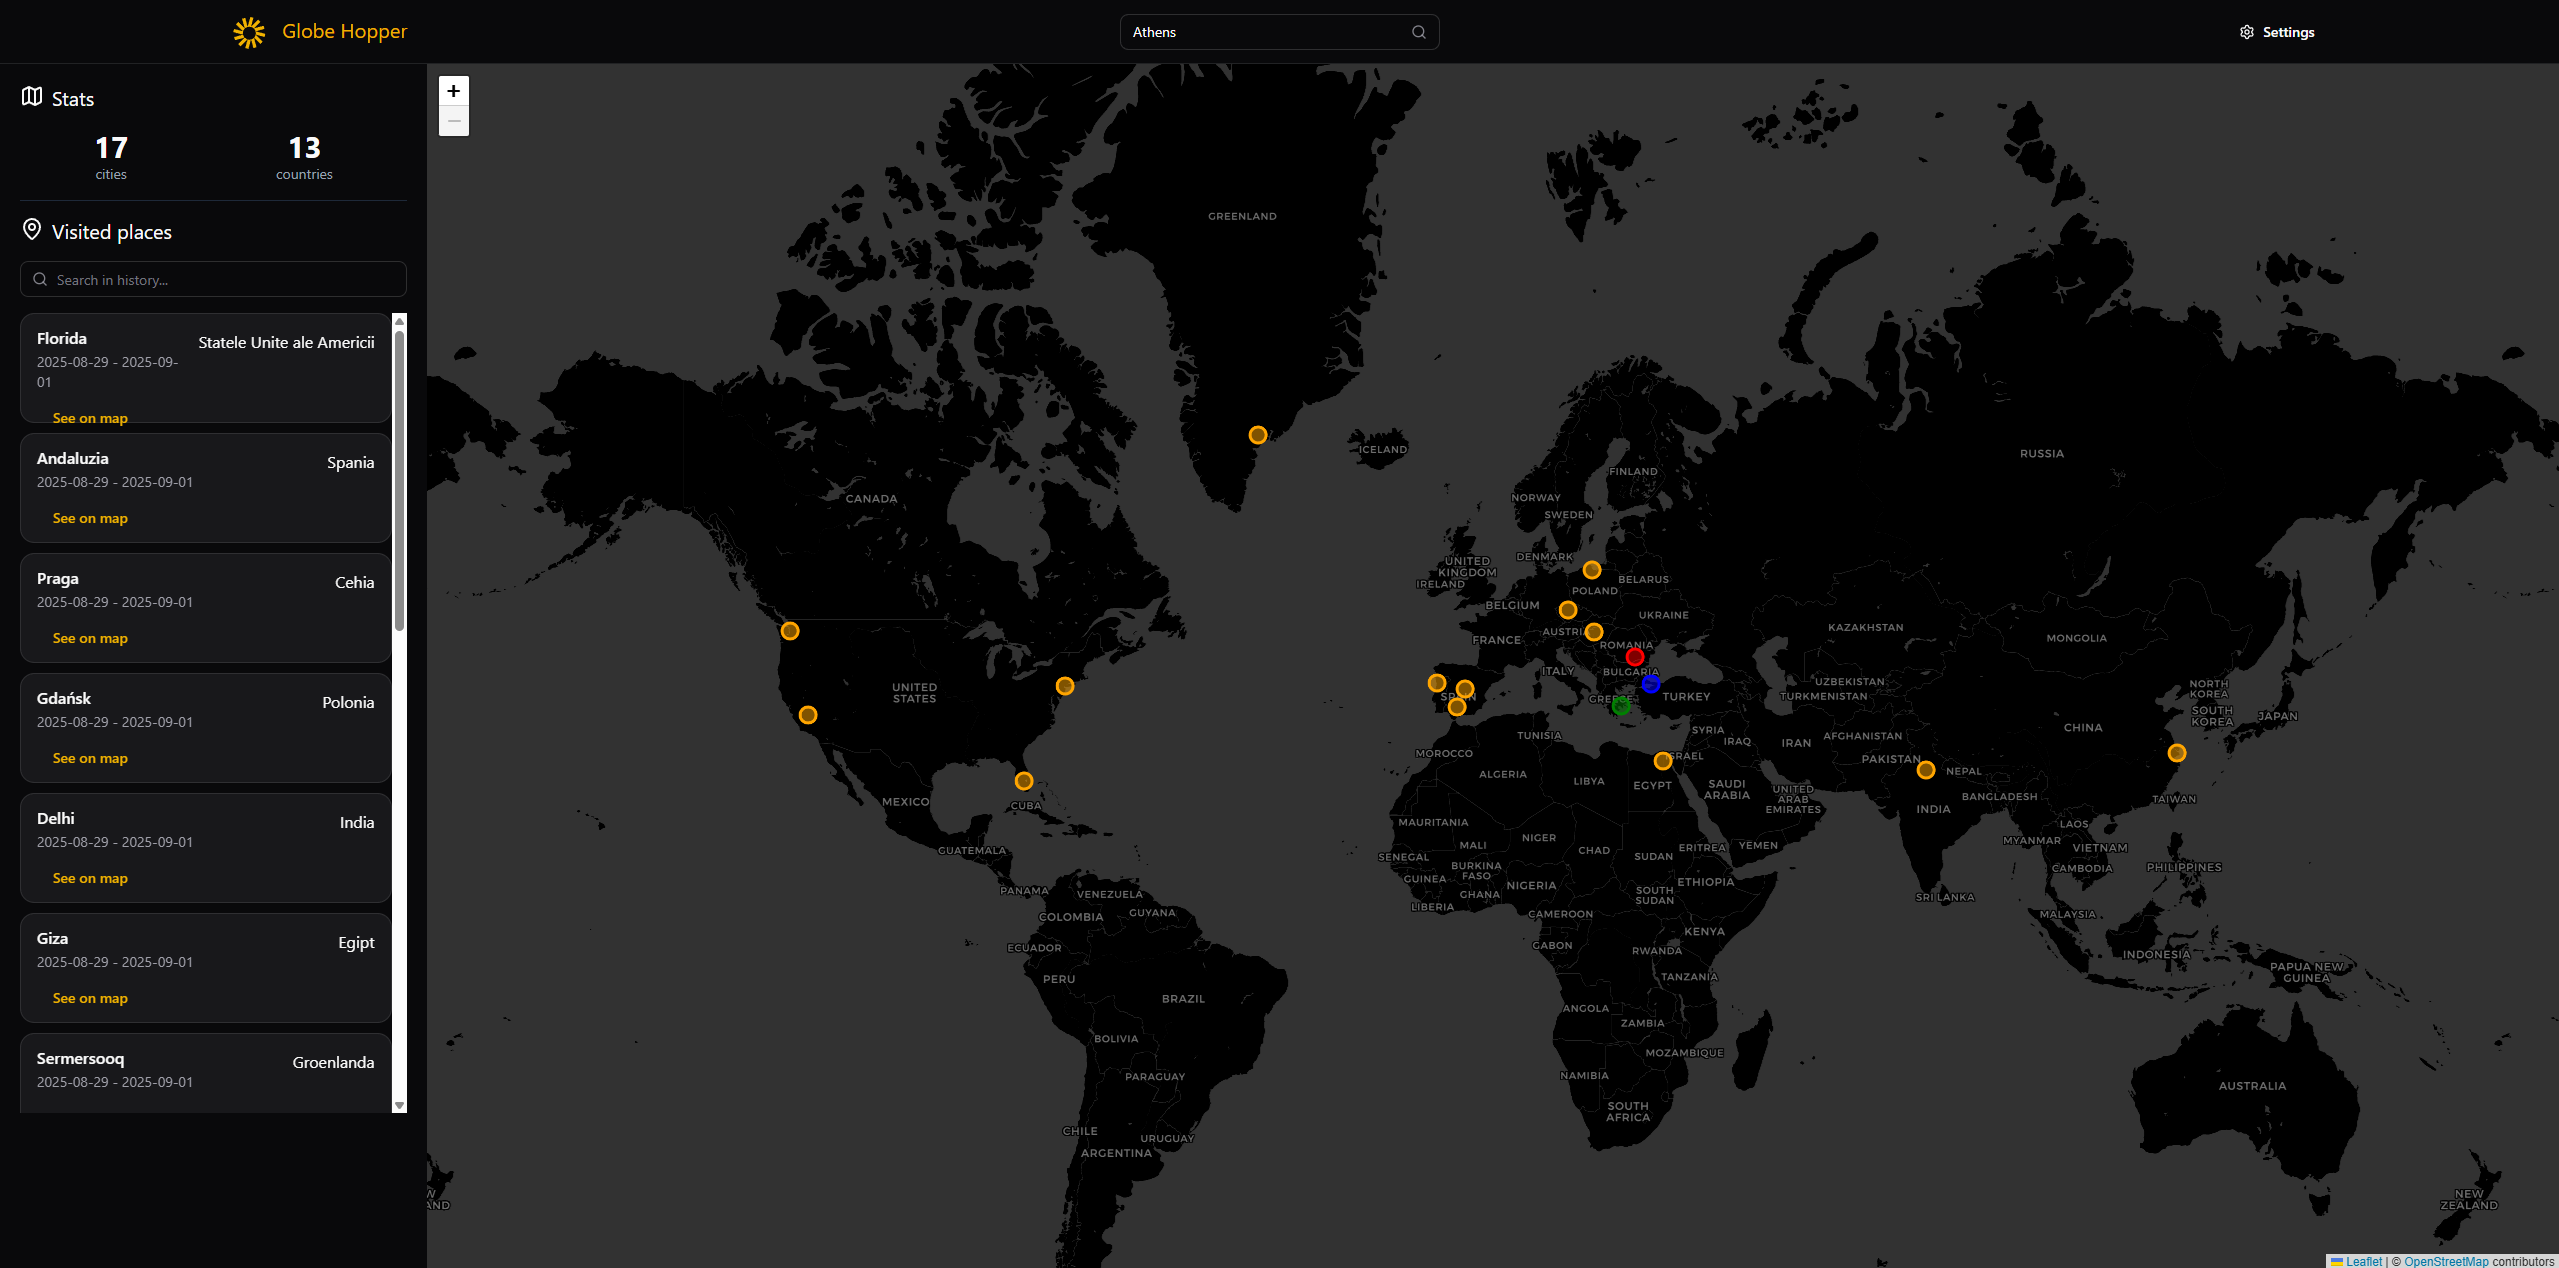 Globe Hopper
Athens
Settings
Stats
17
cities
13
countries
Visited places
Search in history...
Florida
Statele Unite ale Americii
2025-08-29 - 2025-09-
01
See on map
Andaluzia
Spania
2025-08-29 - 2025-09-01
See on map
Praga
Cehia
2025-08-29 - 2025-09-01
See on map
Gdańsk
Polonia
2025-08-29 - 2025-09-01
See on map
Delhi
India
2025-08-29 - 2025-09-01
See on map
Giza
Egipt
2025-08-29 - 2025-09-01
See on map
Sermersooq
Groenlanda
2025-08-29 - 2025-09-01
+
−
GREENLAND
ICELAND
RUSSIA
FINLAND
NORWAY
SWEDEN
CANADA
DENMARK
UNITED
KINGDOM
IRELAND
BELARUS
POLAND
BELGIUM
UKRAINE
AUSTRIA
FRANCE
ROMANIA
KAZAKHSTAN
MONGOLIA
ITALY
BULGARIA
UNITED
STATES
SPAIN
GREECE
TURKEY
UZBEKISTAN
TURKMENISTAN
NORTH
KOREA
SOUTH
KOREA
JAPAN
CHINA
TUNISIA
SYRIA
IRAQ
IRAN
AFGHANISTAN
MOROCCO
ISRAEL
PAKISTAN
NEPAL
ALGERIA
LIBYA
EGYPT
SAUDI
ARABIA
UNITED
ARAB
EMIRATES
BANGLADESH
TAIWAN
INDIA
MEXICO
CUBA
MAURITANIA
MALI
NIGER
CHAD
SUDAN
ERITREA
YEMEN
LAOS
MYANMAR
VIETNAM
GUATEMALA
SENEGAL
BURKINA
FASO
GUINEA
NIGERIA
GHANA
SOUTH
SUDAN
ETHIOPIA
CAMBODIA
PHILIPPINES
PANAMA
VENEZUELA
LIBERIA
CAMEROON
SRI LANKA
MALAYSIA
GUYANA
COLOMBIA
ECUADOR
GABON
KENYA
RWANDA
INDONESIA
PERU
TANZANIA
PAPUA NEW
GUINEA
BRAZIL
ANGOLA
ZAMBIA
BOLIVIA
MOZAMBIQUE
PARAGUAY
NAMIBIA
AUSTRALIA
SOUTH
AFRICA
CHILE
URUGUAY
ARGENTINA
W
AND
NEW
ZEALAND
Leaflet | © OpenStreetMap contributors